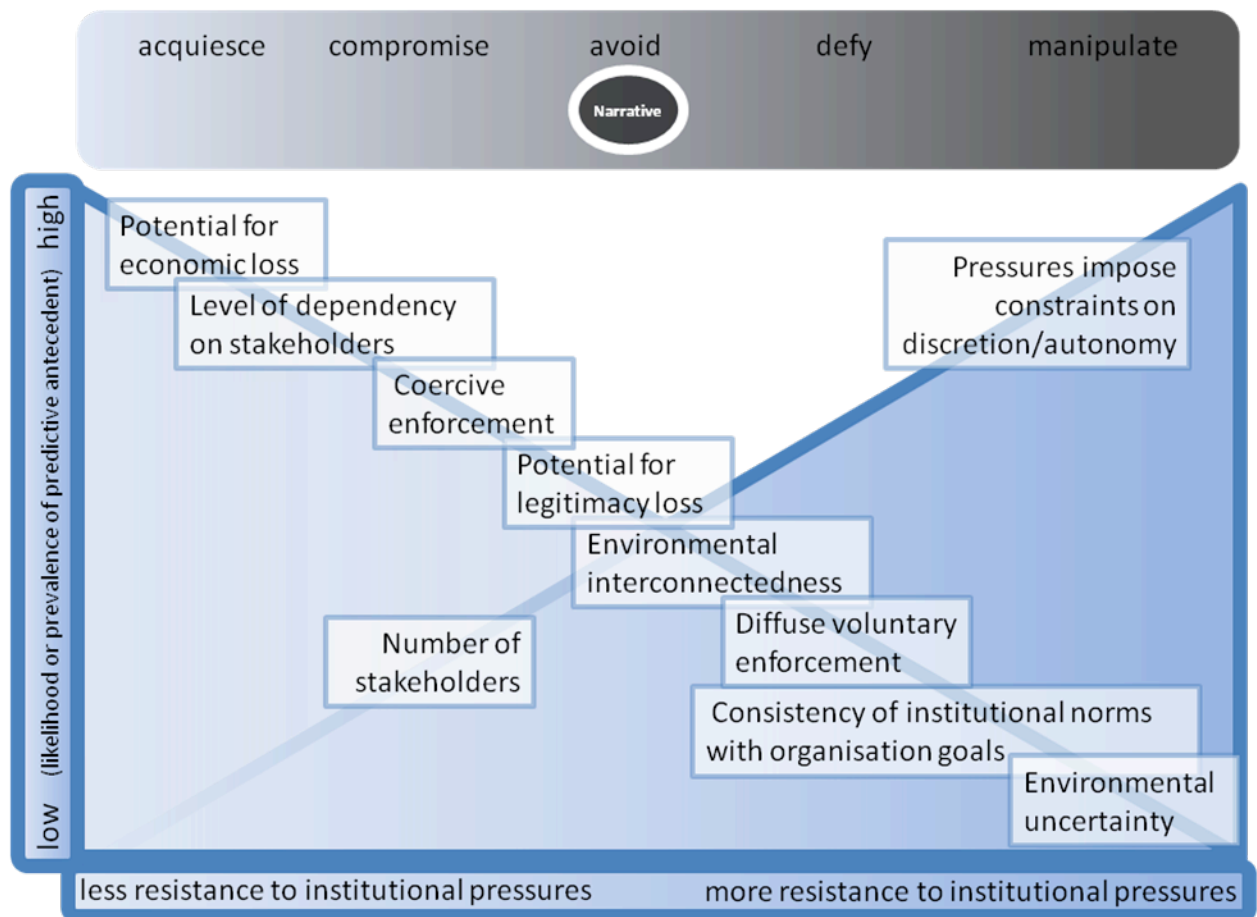 acquiesce compromise avoid defy manipulate
Narrative
high
(likelihood or prevalence of predictive antecedent)
low
Potential for
economic loss
Level of dependency
on stakeholders
Coercive
enforcement
Potential for
legitimacy loss
Environmental
interconnectedness
Diffuse voluntary
enforcement
Consistency of institutional norms
with organisation goals
Environmental
uncertainty
Number of
stakeholders
Pressures impose
constraints on
discretion/autonomy
less resistance to institutional pressures
more resistance to institutional pressures